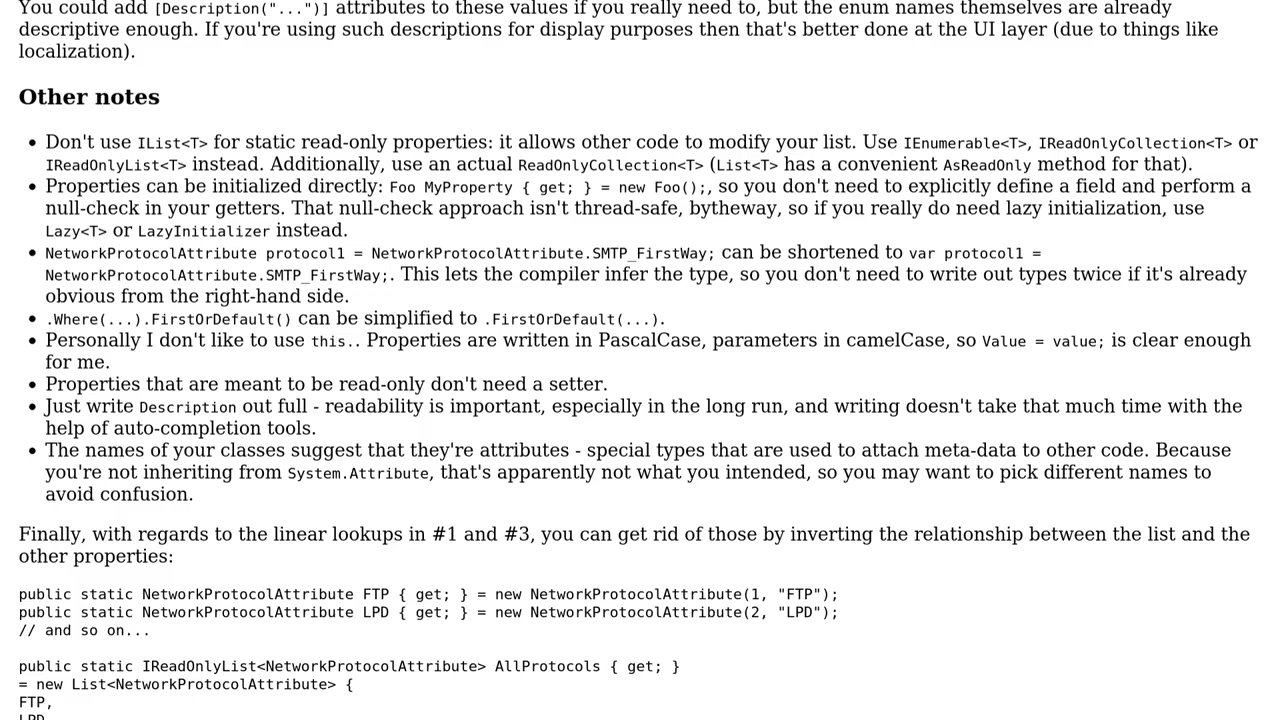 You could add [Description("...")] attributes to these values if you really need to, but the enum names themselves are already
descriptive enough. If you're using such descriptions for display purposes then that's better done at the UI layer (due to things like
localization).
Other notes
• Don't use IList<T> for static read-only properties: it allows other code to modify your list. Use IEnumerable<T>, IReadOnlyCollection<T> or
IReadOnlyList<T> instead. Additionally, use an actual ReadOnlyCollection<T> (List<T> has a convenient AsReadOnly method for that).
• Properties can be initialized directly: Foo MyProperty { get; } = new Foo();, so you don't need to explicitly define a field and perform a
null-check in your getters. That null-check approach isn't thread-safe, bytheway, so if you really do need lazy initialization, use
Lazy<T> or LazyInitializer instead.
• NetworkProtocolAttribute protocol1 = NetworkProtocolAttribute.SMTP_FirstWay; can be shortened to var protocol1 =
NetworkProtocolAttribute.SMTP_FirstWay;. This lets the compiler infer the type, so you don't need to write out types twice if it's already
obvious from the right-hand side.
• .Where(...).FirstOrDefault() can be simplified to .FirstOrDefault(...).
• Personally I don't like to use this.. Properties are written in PascalCase, parameters in camelCase, so Value = value; is clear enough
for me.
• Properties that are meant to be read-only don't need a setter.
• Just write Description out full - readability is important, especially in the long run, and writing doesn't take that much time with the
help of auto-completion tools.
• The names of your classes suggest that they're attributes - special types that are used to attach meta-data to other code. Because
you're not inheriting from System.Attribute, that's apparently not what you intended, so you may want to pick different names to
avoid confusion.
Finally, with regards to the linear lookups in #1 and #3, you can get rid of those by inverting the relationship between the list and the
other properties:
public static NetworkProtocolAttribute FTP { get; } = new NetworkProtocolAttribute(1, "FTP");
public static NetworkProtocolAttribute LPD { get; } = new NetworkProtocolAttribute(2, "LPD");
// and so on...
public static IReadOnlyList<NetworkProtocolAttribute> AllProtocols { get; }
= new List<NetworkProtocolAttribute> {
FTP,
LPD